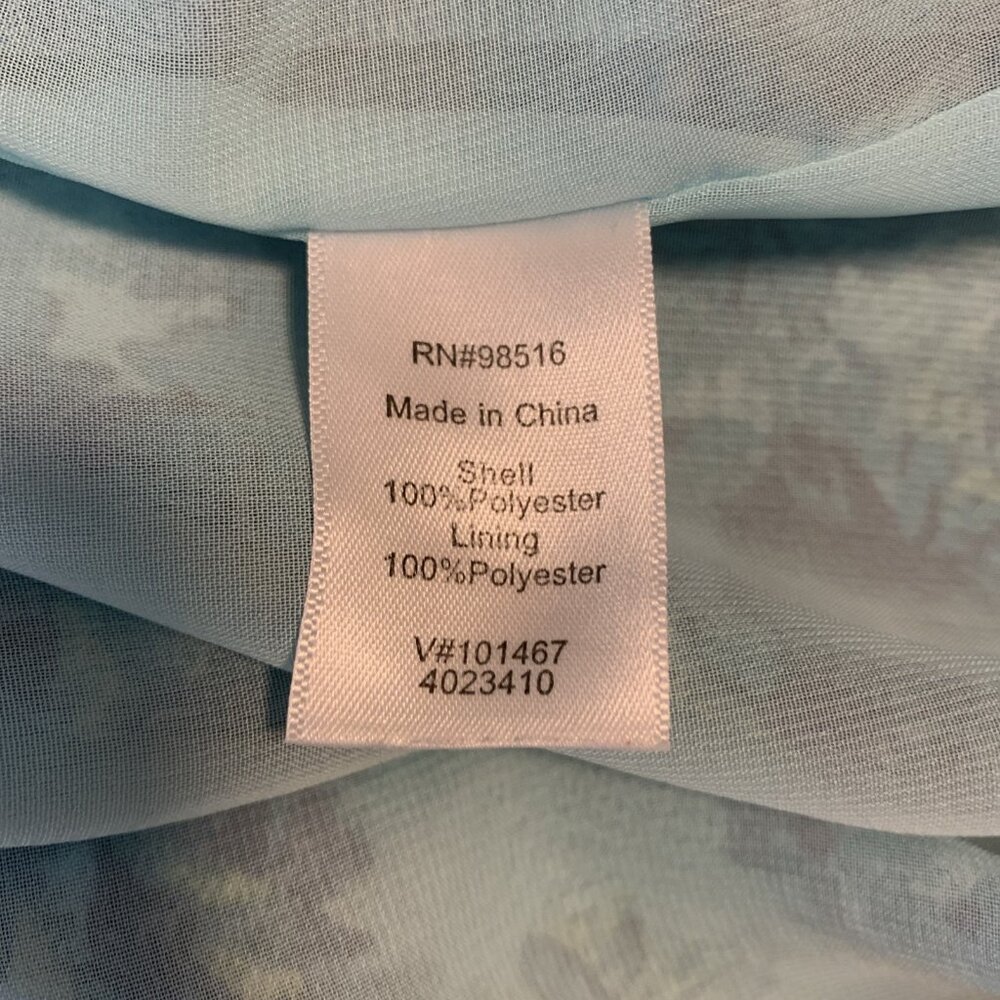 RN#98516
Made in China
Shell
100%Polyester
Lining
100%Polyester
V#101467
4023410